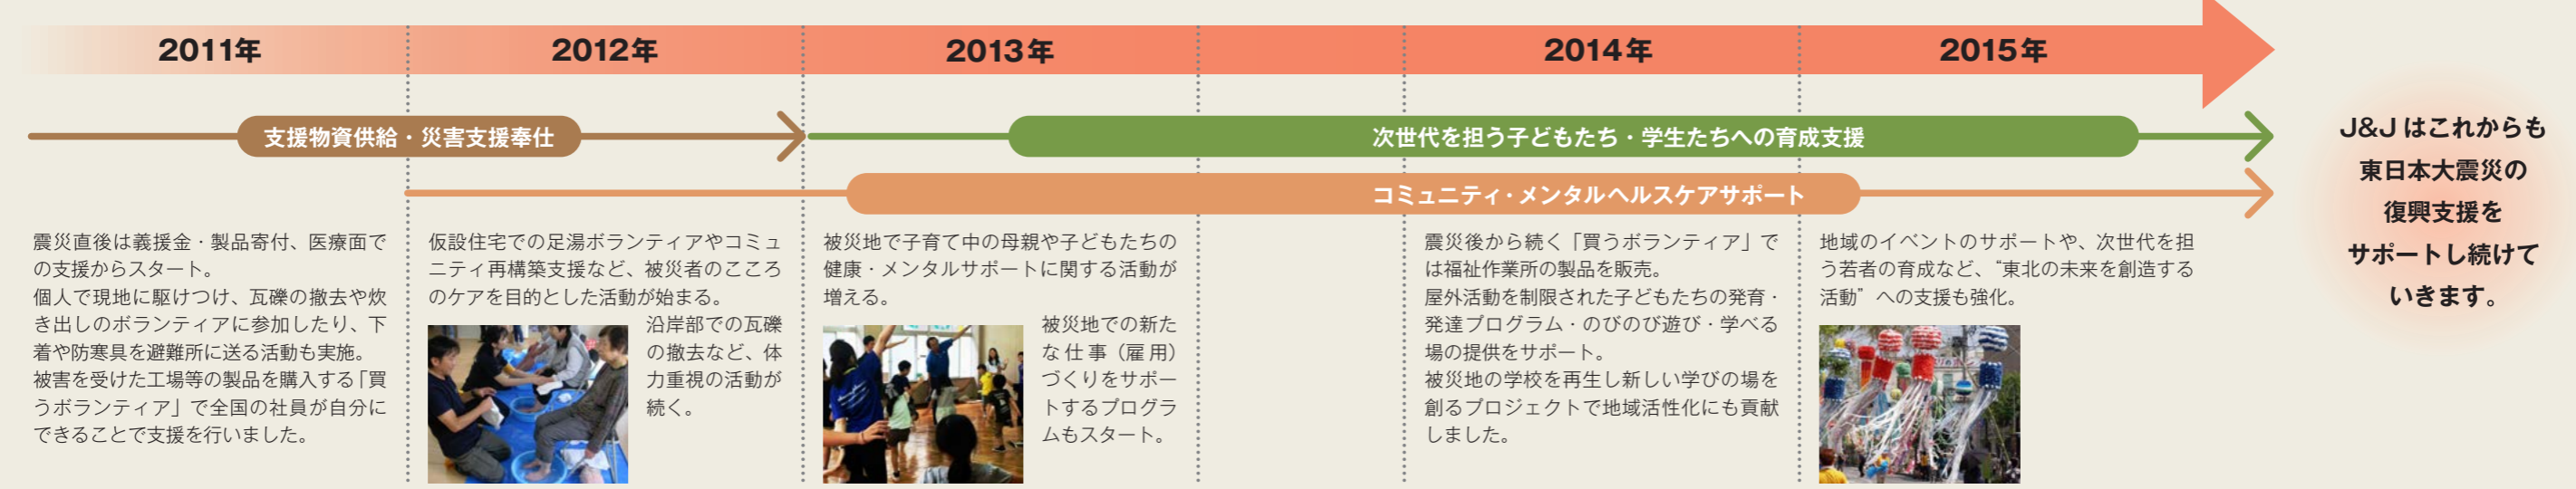 2011年
2012年
2013年
2014年
2015年
支援物資供給・災害支援奉仕
次世代を担う子どもたち・学生たちへの育成支援
コミュニティ・メンタルヘルスケアサポート
震災直後は義援金・製品寄付、医療面で
の支援からスタート。
個人で現地に駆けつけ、瓦礫の撤去や炊
き出しのボランティアに参加したり、下
着や防寒具を避難所に送る活動も実施。
被害を受けた工場等の製品を購入する「買
うボランティア」で全国の社員が自分に
できることで支援を行いました。
仮設住宅での足湯ボランティアやコミュ
ニティ再構築支援など、被災者のこころ
のケアを目的とした活動が始まる。
沿岸部での瓦礫
の撤去など、体
力重視の活動が
続く。
被災地で子育て中の母親や子どもたちの
健康・メンタルサポートに関する活動が
増える。
被災地での新た
な仕事（雇用）
づくりをサポー
トするプログラ
ムもスタート。
震災後から続く「買うボランティア」で
は福祉作業所の製品を販売。
屋外活動を制限された子どもたちの発育・
発達プログラム・のびのび遊び・学べる
場の提供をサポート。
被災地の学校を再生し新しい学びの場を
創るプロジェクトで地域活性化にも貢献
しました。
地域のイベントのサポートや、次世代を担
う若者の育成など、“東北の未来を創造する
活動”への支援も強化。
J&Jはこれからも
東日本大震災の
復興支援を
サポートし続けて
いきます。